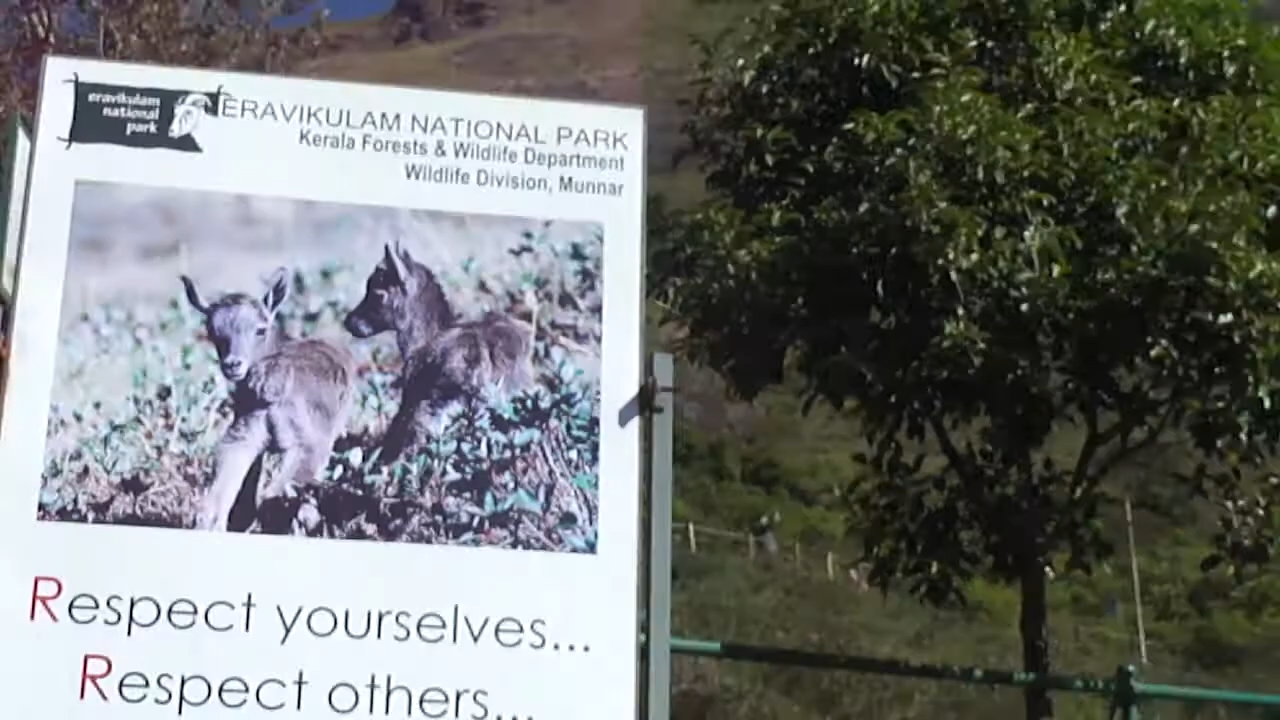 eravikulam
national
park
ERAVIKULAM NATIONAL PARK
Kerala Forests & Wildlife Department
Wildlife Division, Munnar
Respect yourselves...
Respect others...